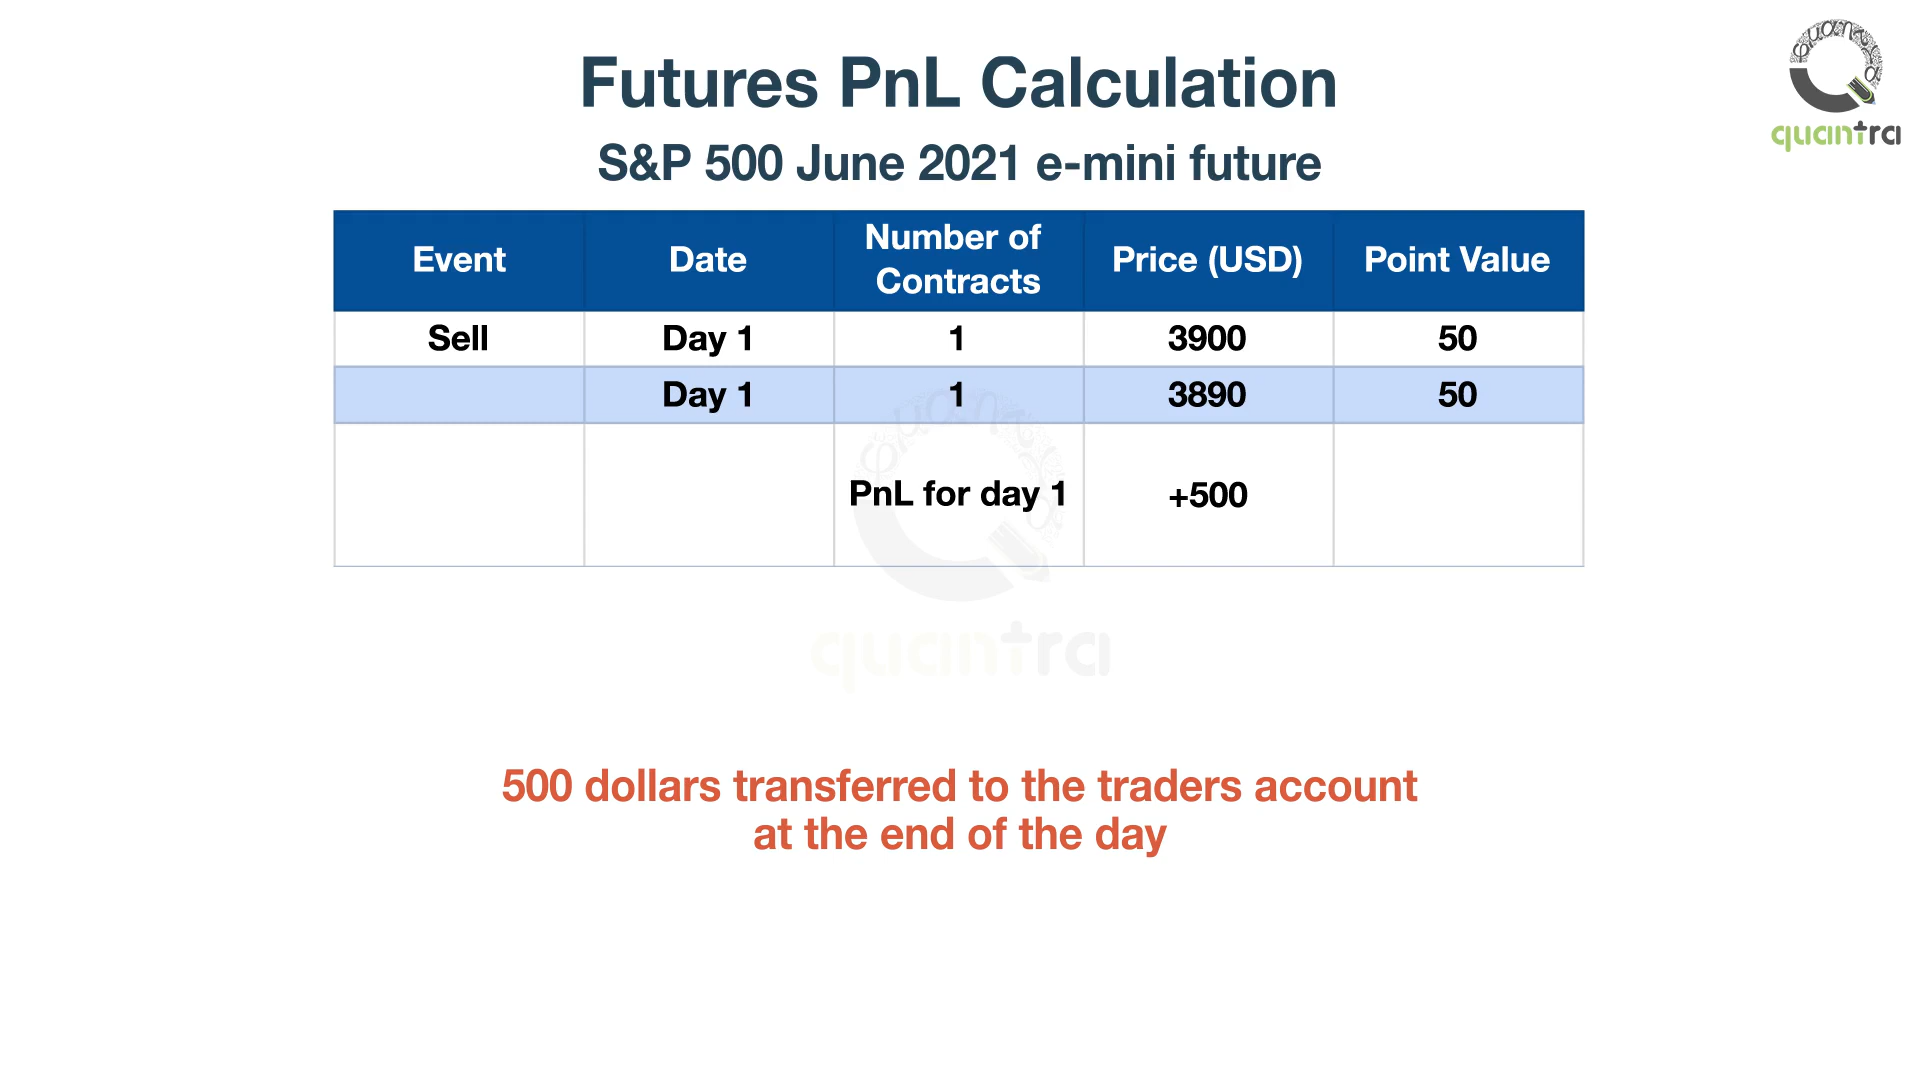 Futures PnL Calculation
S&P 500 June 2021 e-mini future
quantra
Event Date Number of Contracts Price (USD) Point Value
Sell Day 1 1 3900 50
Day 1 1 3890 50
PnL for day 1 +500
quantra
500 dollars transferred to the traders account
at the end of the day